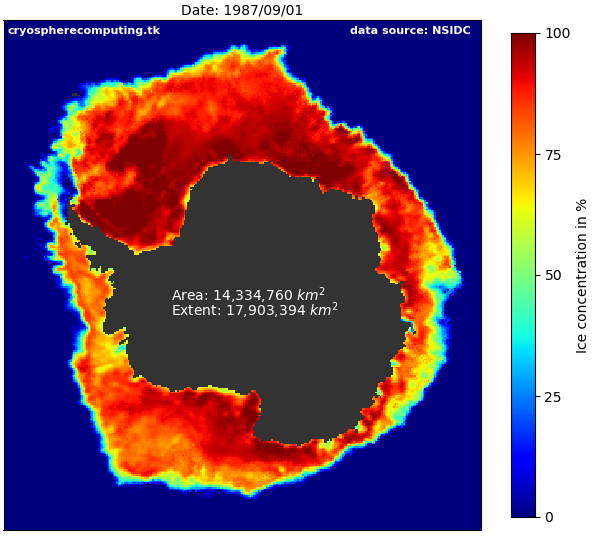 Date: 1987/09/01
cryospherecomputing.tk data source: NSIDC
Area: 14,334,760 km²
Extent: 17,903,394 km²
100
75
50
25
0
Ice concentration in %